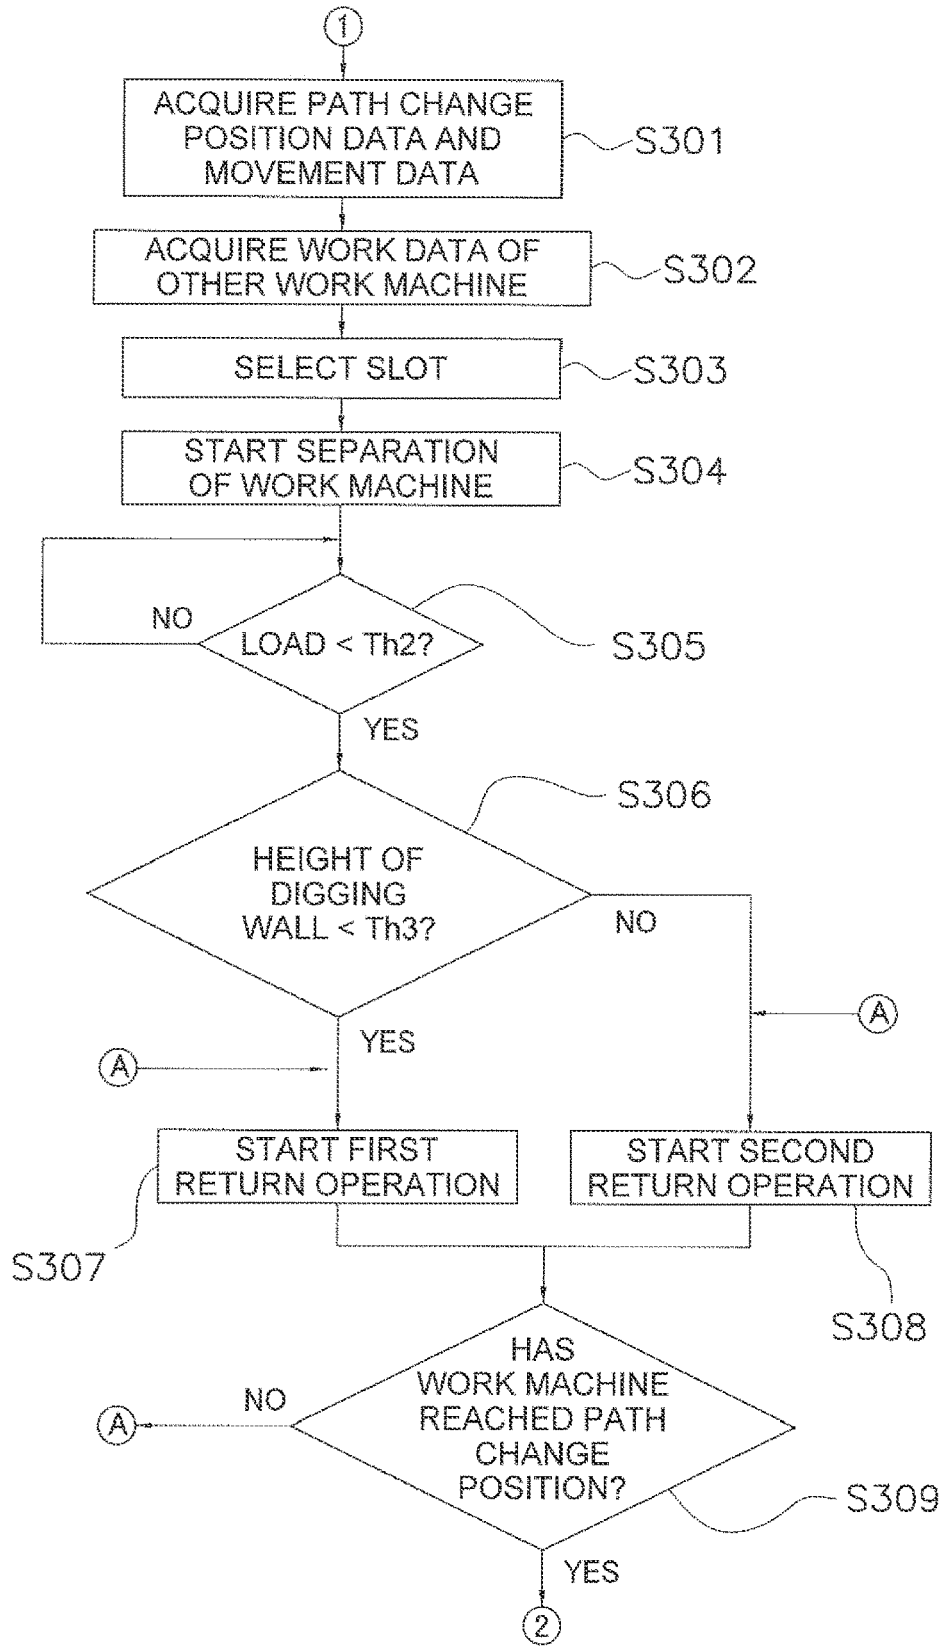 1
ACQUIRE PATH CHANGE
POSITION DATA AND
MOVEMENT DATA
S301
ACQUIRE WORK DATA OF
OTHER WORK MACHINE
S302
SELECT SLOT
S303
START SEPARATION
OF WORK MACHINE
S304
NO
LOAD < Th2?
S305
YES
S306
HEIGHT OF
DIGGING
WALL < Th3?
NO
A
YES
A
START FIRST
RETURN OPERATION
START SECOND
RETURN OPERATION
S307
S308
HAS
WORK MACHINE
REACHED PATH
CHANGE
POSITION?
NO
A
S309
YES
2